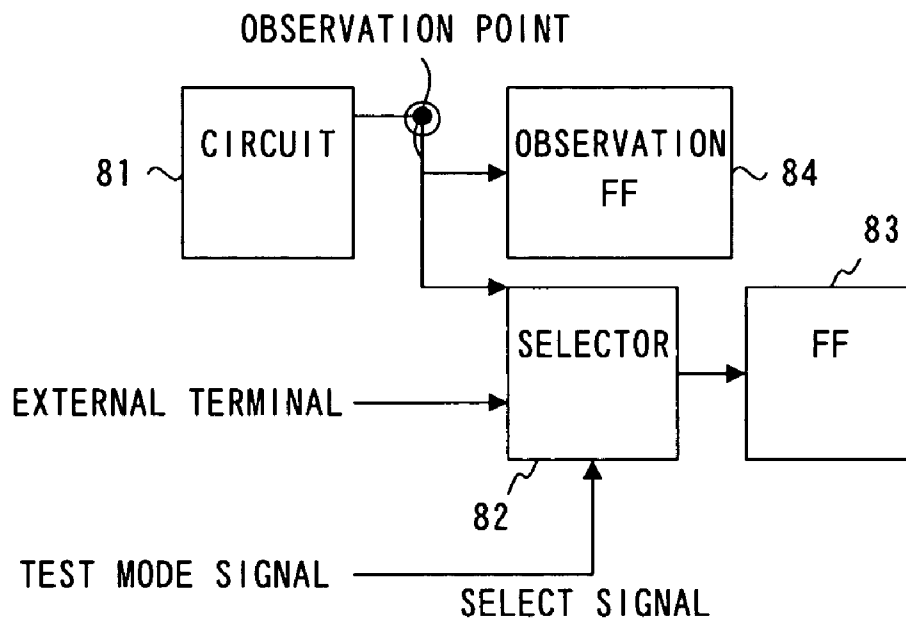 OBSERVATION POINT
CIRCUIT
81
OBSERVATION
FF
84
83
SELECTOR
FF
EXTERNAL TERMINAL
82
TEST MODE SIGNAL
SELECT SIGNAL